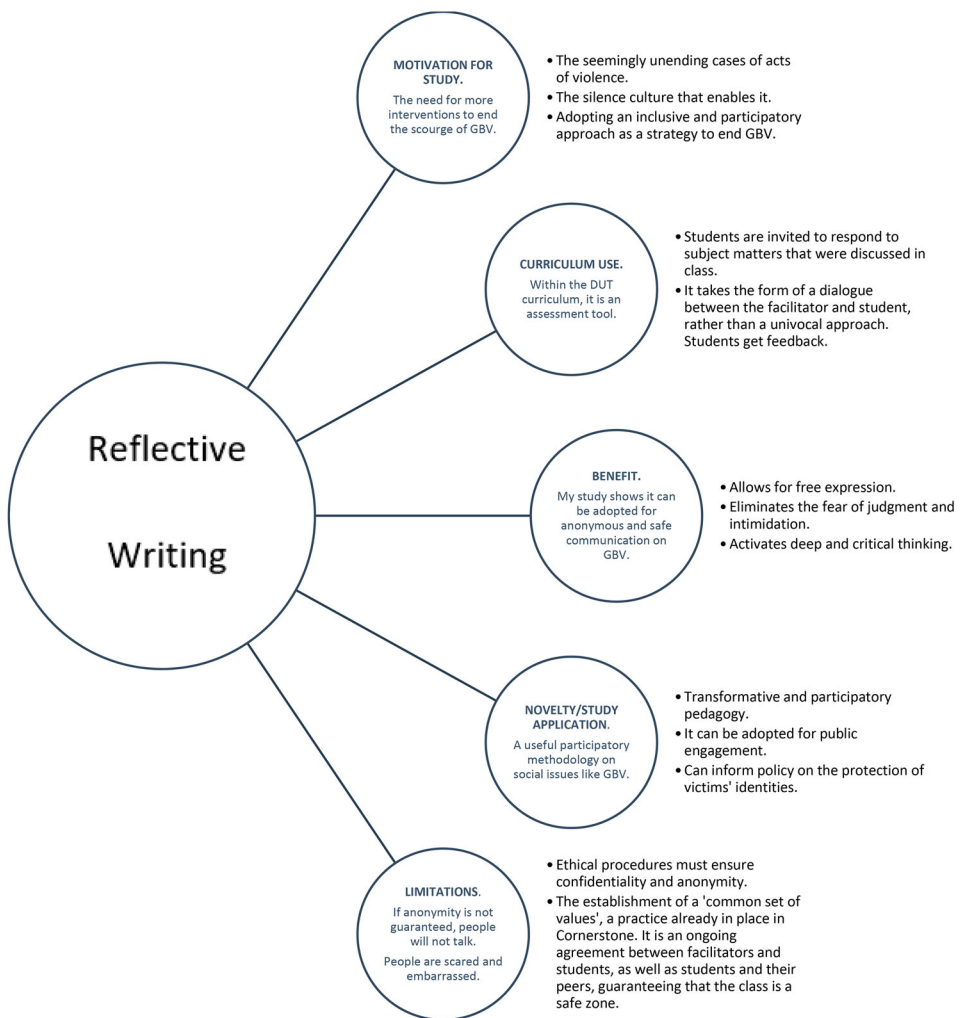 Reflective
Writing
MOTIVATION FOR
STUDY.
The need for more
interventions to end
the scourge of GBV.
• The seemingly unending cases of acts
of violence.
• The silence culture that enables it.
• Adopting an inclusive and participatory
approach as a strategy to end GBV.
CURRICULUM USE.
Within the DUT
curriculum, it is an
assessment tool.
• Students are invited to respond to
subject matters that were discussed in
class.
• It takes the form of a dialogue
between the facilitator and student,
rather than a univocal approach.
Students get feedback.
BENEFIT.
My study shows it can
be adopted for
anonymous and safe
communication on
GBV.
• Allows for free expression.
• Eliminates the fear of judgment and
intimidation.
• Activates deep and critical thinking.
NOVELTY/STUDY
APPLICATION.
A useful participatory
methodology on
social issues like GBV.
• Transformative and participatory
pedagogy.
• It can be adopted for public
engagement.
• Can inform policy on the protection of
victims' identities.
LIMITATIONS.
If anonymity is not
guaranteed, people
will not talk.
People are scared and
embarrassed.
• Ethical procedures must ensure
confidentiality and anonymity.
• The establishment of a 'common set of
values', a practice already in place in
Cornerstone. It is an ongoing
agreement between facilitators and
students, as well as students and their
peers, guaranteeing that the class is a
safe zone.